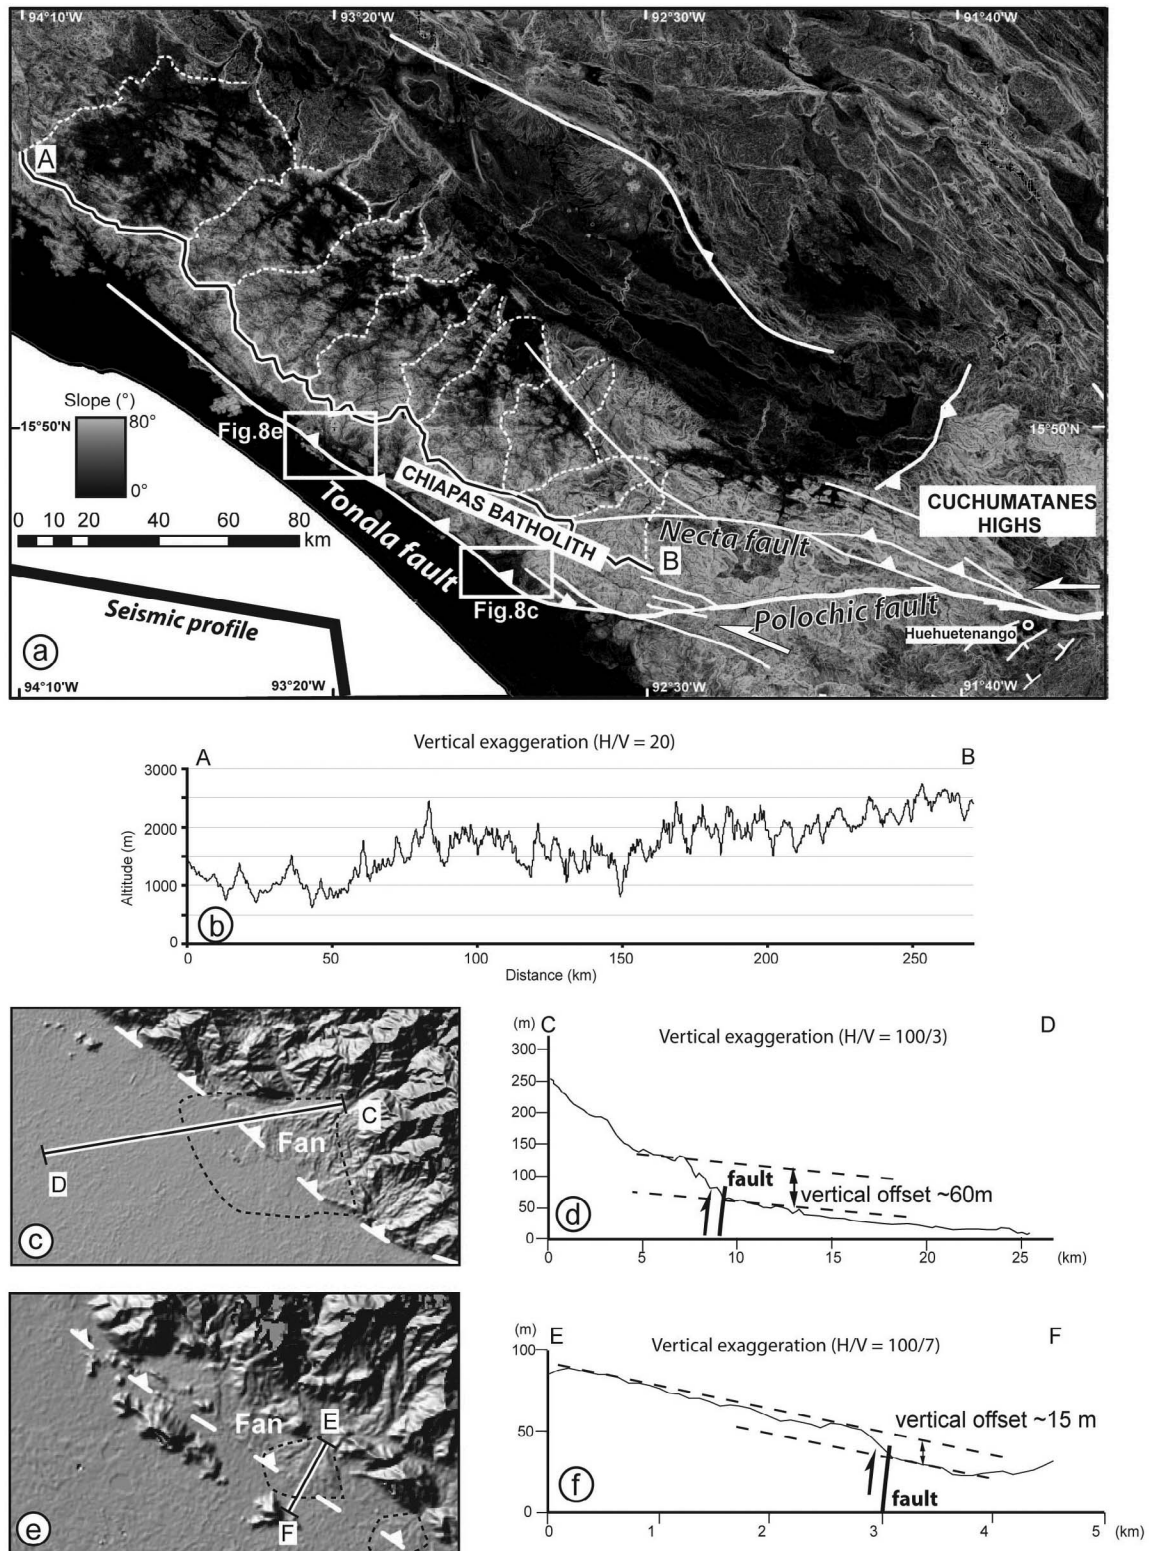 94°10'W 93°20'W 92°30'W 91°40'W
A
Slope (°)
80°
0°
15°50'N
15°50'N
Fig.8e
0 10 20 40 60 80
km
CHIAPAS BATHOLITH
Tonala fault
CUCHUMATANES
HIGHS
Necta fault
B
Fig.8c
Polochic fault
Huehuetenango
Seismic profile
a
94°10'W 93°20'W 92°30'W 91°40'W
Vertical exaggeration (H/V = 20)
A B
3000
2000
1000
0
Altitude (m)
b
0 50 100 150 200 250
Distance (km)
C
Fan
D
c
(m) C D
Vertical exaggeration (H/V = 100/3)
300
250
200
150
100
50
0
fault
vertical offset ~60m
d
0 5 10 15 20 25 (km)
Fan
E
F
e
(m) E F
Vertical exaggeration (H/V = 100/7)
100
50
0
vertical offset ~15 m
fault
f
0 1 2 3 4 5 (km)